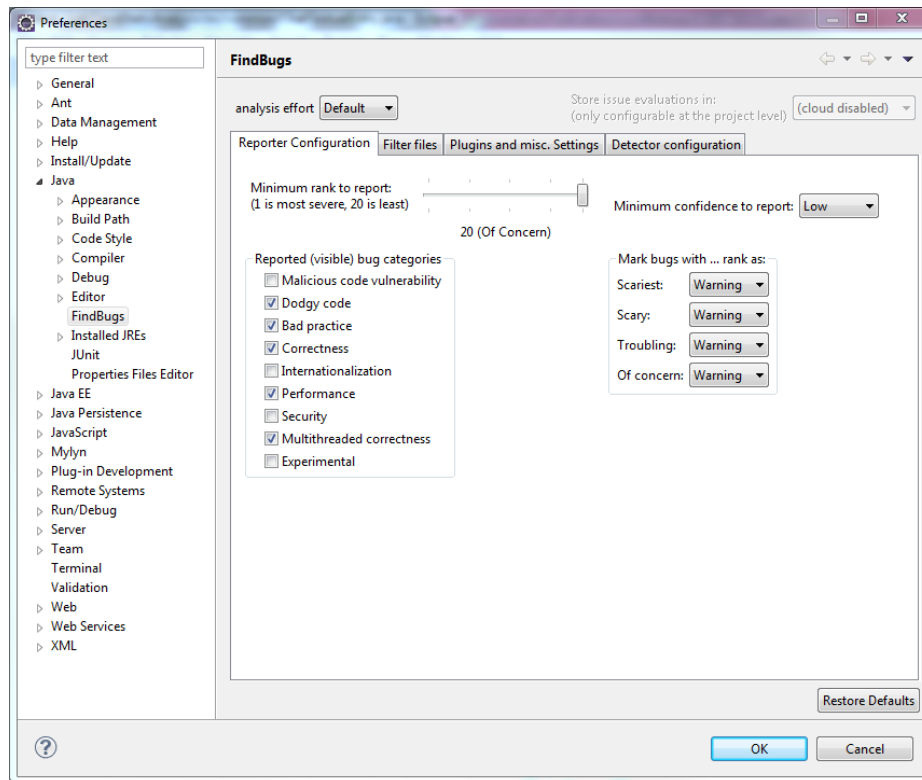 Preferences
type filter text
General
Ant
Data Management
Help
Install/Update
Java
Appearance
Build Path
Code Style
Compiler
Debug
Editor
FindBugs
Installed JREs
JUnit
Properties Files Editor
Java EE
Java Persistence
JavaScript
Mylyn
Plug-in Development
Remote Systems
Run/Debug
Server
Team
Terminal
Validation
Web
Web Services
XML
FindBugs
analysis effort Default
Store issue evaluations in:
(only configurable at the project level) (cloud disabled)
Reporter Configuration Filter files Plugins and misc. Settings Detector configuration
Minimum rank to report:
(1 is most severe, 20 is least)
20 (Of Concern)
Minimum confidence to report: Low
Reported (visible) bug categories
Malicious code vulnerability
Dodgy code
Bad practice
Correctness
Internationalization
Performance
Security
Multithreaded correctness
Experimental
Mark bugs with ... rank as:
Scariest: Warning
Scary: Warning
Troubling: Warning
Of concern: Warning
Restore Defaults
?
OK Cancel